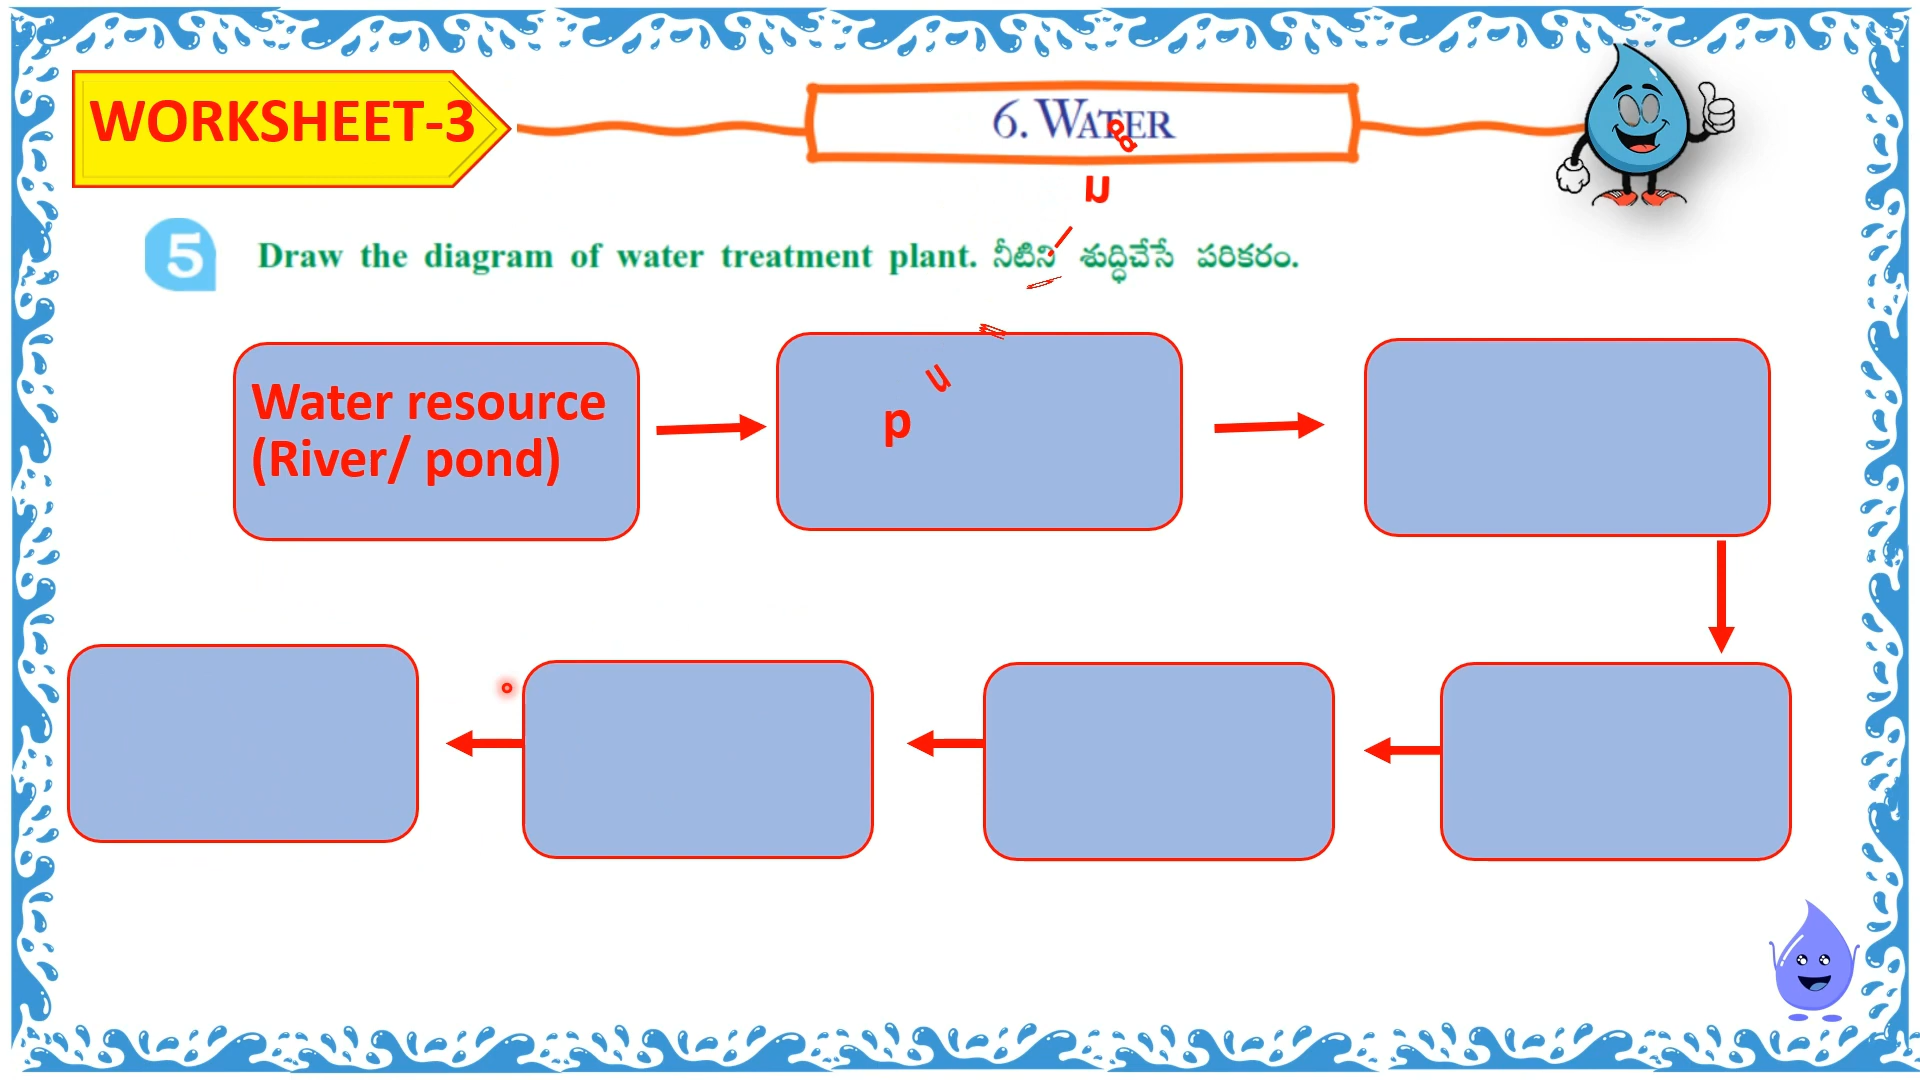 WORKSHEET-3
6. WATER
5 Draw the diagram of water treatment plant. నీటిని శుద్ధిచేసే పరికరం.
Water resource
(River/ pond)
p
u